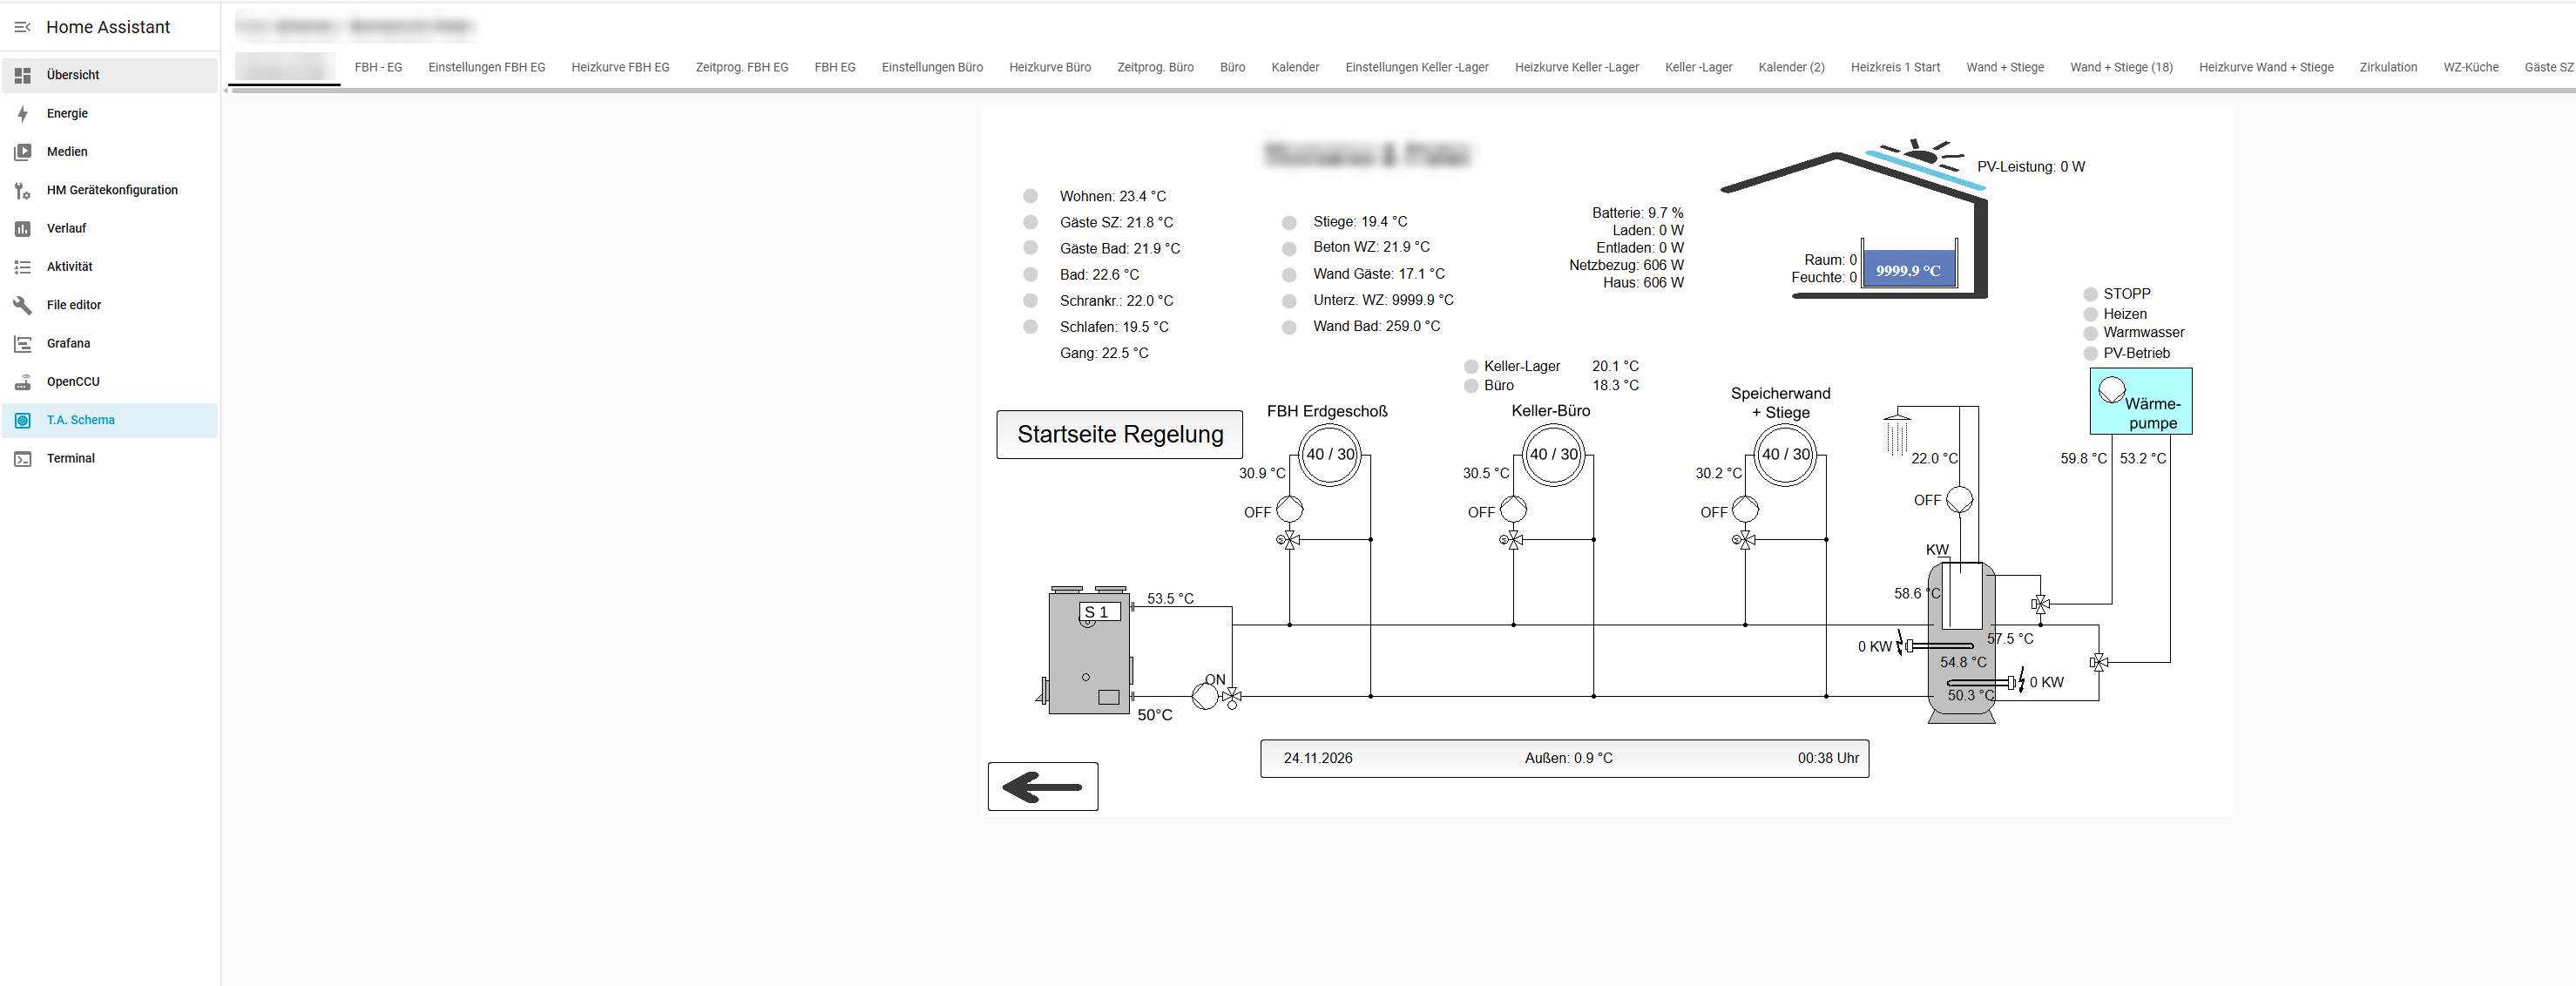 Home Assistant
Übersicht
Energie
Medien
HM Gerätekonfiguration
Verlauf
Aktivität
File editor
Grafana
OpenCCU
T.A. Schema
Terminal
FBH - EG Einstellungen FBH EG Heizkurve FBH EG Zeitprog. FBH EG FBH EG Einstellungen Büro Heizkurve Büro Zeitprog. Büro Büro Kalender Einstellungen Keller -Lager Heizkurve Keller -Lager Keller -Lager Kalender (2) Heizkreis 1 Start Wand + Stiege Wand + Stiege (18) Heizkurve Wand + Stiege Zirkulation WZ-Küche Gäste SZ
Wohnen: 23.4 °C
Gäste SZ: 21.8 °C
Gäste Bad: 21.9 °C
Bad: 22.6 °C
Schrankr.: 22.0 °C
Schlafen: 19.5 °C
Gang: 22.5 °C
Stiege: 19.4 °C
Beton WZ: 21.9 °C
Wand Gäste: 17.1 °C
Unterz. WZ: 9999.9 °C
Wand Bad: 259.0 °C
Batterie: 9.7 %
Laden: 0 W
Entladen: 0 W
Netzbezug: 606 W
Haus: 606 W
PV-Leistung: 0 W
Raum: 0
Feuchte: 0
9999.9 °C
STOPP
Heizen
Warmwasser
PV-Betrieb
Keller-Lager 20.1 °C
Büro 18.3 °C
Startseite Regelung
FBH Erdgeschoß
40 / 30
30.9 °C
OFF
Keller-Büro
40 / 30
30.5 °C
OFF
Speicherwand
+ Stiege
40 / 30
30.2 °C
OFF
22.0 °C
OFF
Wärme-
pumpe
59.8 °C 53.2 °C
KW
58.6 °C
57.5 °C
0 KW
54.8 °C
0 KW
50.3 °C
S 1
53.5 °C
ON
50°C
24.11.2026 Außen: 0.9 °C 00:38 Uhr